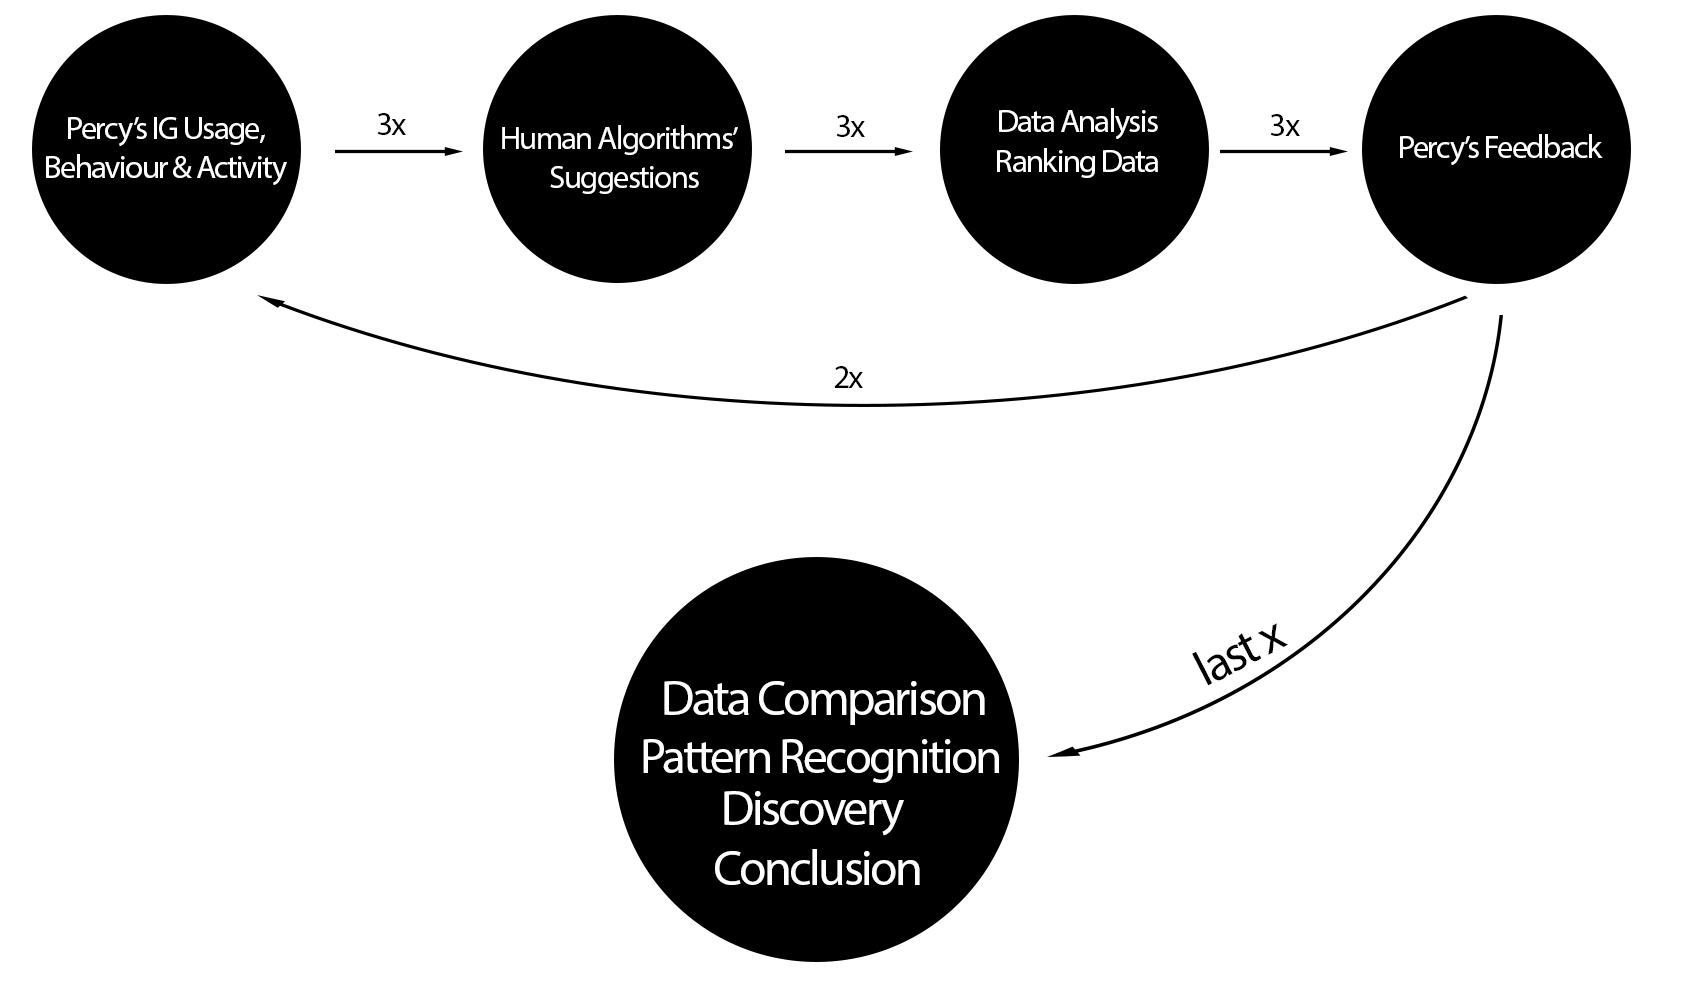 Percy’s IG Usage,
Behaviour & Activity
3x
Human Algorithms’
Suggestions
3x
Data Analysis
Ranking Data
3x
Percy’s Feedback
2x
last x
Data Comparison
Pattern Recognition
Discovery
Conclusion